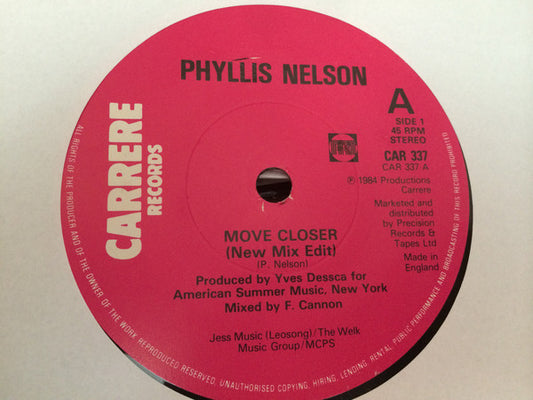 PHYLLIS NELSON
A
SIDE 1
45 RPM
STEREO
CAR 337
CAR 337 A
℗ 1984 Productions
Carrere
Marketed and
distributed
by Precision
Records &
Tapes Ltd
Made in
England
CARRERE
RECORDS
MOVE CLOSER
(New Mix Edit)
(P. Nelson)
Produced by Yves Dessca for
American Summer Music, New York
Mixed by F. Cannon
Jess Music (Leosong)/The Welk
Music Group/MCPS
ALL RIGHTS OF THE PRODUCER AND OF THE OWNER OF THE WORK REPRODUCED RESERVED. UNAUTHORISED COPYING, HIRING, LENDING, RENTAL, PUBLIC PERFORMANCE AND BROADCASTING OF THIS RECORD PROHIBITED